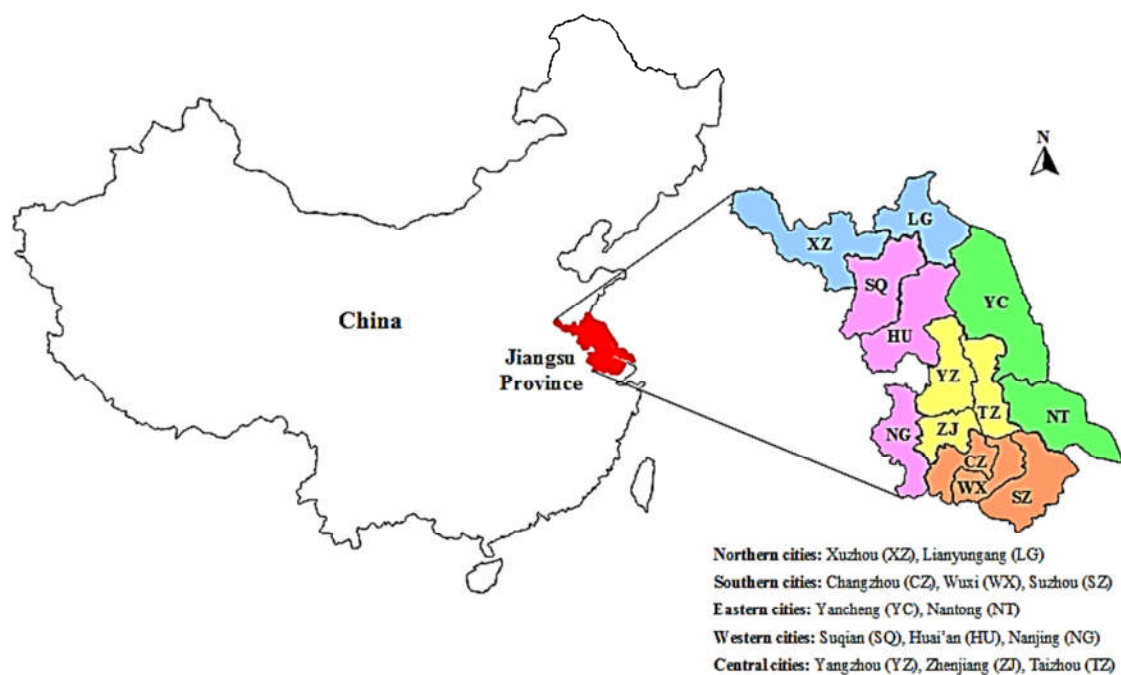 N
LG
XZ
SQ
YC
HU
China
Jiangsu
Province
YZ
TZ
NT
NG
ZJ
CZ
WX
SZ
Northern cities: Xuzhou (XZ), Lianyungang (LG)
Southern cities: Changzhou (CZ), Wuxi (WX), Suzhou (SZ)
Eastern cities: Yancheng (YC), Nantong (NT)
Western cities: Suqian (SQ), Huai'an (HU), Nanjing (NG)
Central cities: Yangzhou (YZ), Zhenjiang (ZJ), Taizhou (TZ)